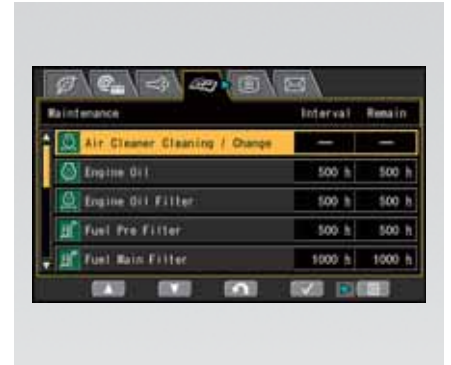 Maintenance Interval Remain
Air Cleaner Cleaning / Change — —
Engine Oil 500 h 500 h
Engine Oil Filter 500 h 500 h
Fuel Pre Filter 500 h 500 h
Fuel Main Filter 1000 h 1000 h